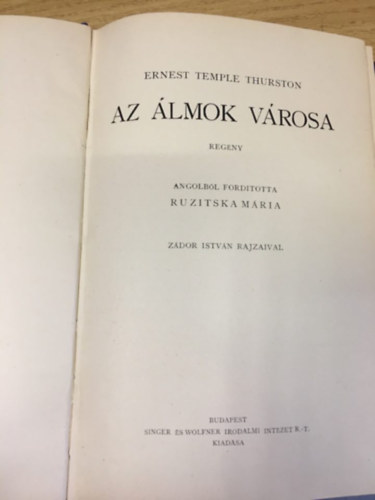 ERNEST TEMPLE THURSTON
AZ ÁLMOK VÁROSA
REGÉNY
ANGOLBÓL FORDÍTOTTA
RUZITSKA MÁRIA
ZÁDOR ISTVÁN RAJZAIVAL
BUDAPEST
SINGER ÉS WOLFNER IRODALMI INTÉZET R.-T.
KIADÁSA